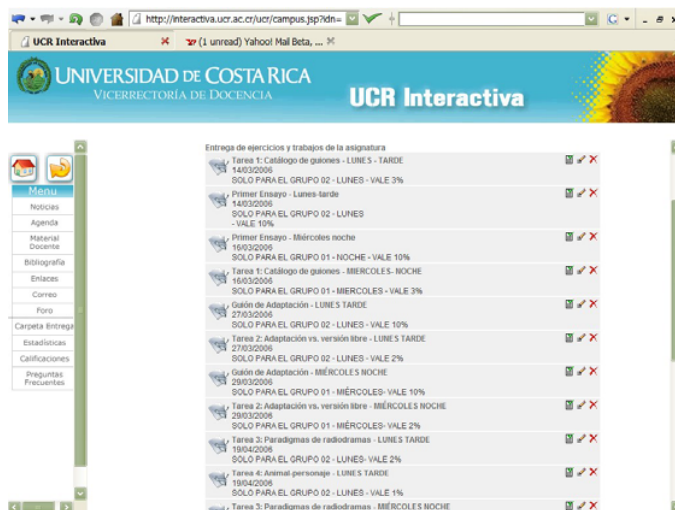 http://interactiva.ucr.ac.cr/ucr/campus.jsp?idn=
UCR Interactiva
(1 unread) Yahoo! Mail Beta, ...
UNIVERSIDAD DE COSTA RICA
VICERRECTORÍA DE DOCENCIA
UCR Interactiva
Menu
Noticias
Agenda
Material
Docente
Bibliografía
Enlaces
Correo
Foro
Carpeta Entrega
Estadísticas
Calificaciones
Preguntas
Frecuentes
Entrega de ejercicios y trabajos de la asignatura
Tarea 1: Catálogo de guiones - LUNES - TARDE
14/03/2006
SOLO PARA EL GRUPO 02 - LUNES - VALE 3%
Primer Ensayo - Lunes-tarde
14/03/2006
SOLO PARA EL GRUPO 02 - LUNES
- VALE 10%
Primer Ensayo - Miércoles noche
16/03/2006
SOLO PARA EL GRUPO 01 - NOCHE - VALE 10%
Tarea 1: Catálogo de guiones - MIERCOLES- NOCHE
16/03/2006
SOLO PARA EL GRUPO 01 - MIERCOLES - VALE 3%
Guión de Adaptación - LUNES TARDE
27/03/2006
SOLO PARA EL GRUPO 02 - LUNES - VALE 10%
Tarea 2: Adaptación vs. versión libre - LUNES TARDE
27/03/2006
SOLO PARA EL GRUPO 02 - LUNES - VALE 2%
Guión de Adaptación - MIÉRCOLES NOCHE
29/03/2006
SOLO PARA EL GRUPO 01 - MIÉRCOLES- VALE 10%
Tarea 2: Adaptación vs. versión libre - MIÉRCOLES NOCHE
29/03/2006
SOLO PARA EL GRUPO 01 - MIÉRCOLES- VALE 2%
Tarea 3: Paradigmas de radiodramas - LUNES TARDE
19/04/2006
SOLO PARA EL GRUPO 02 - LUNES- VALE 2%
Tarea 4: Animal-personaje - LUNES TARDE
19/04/2006
SOLO PARA EL GRUPO 02 - LUNES - VALE 1%
Tarea 3: Paradigmas de radiodramas - MIÉRCOLES NOCHE